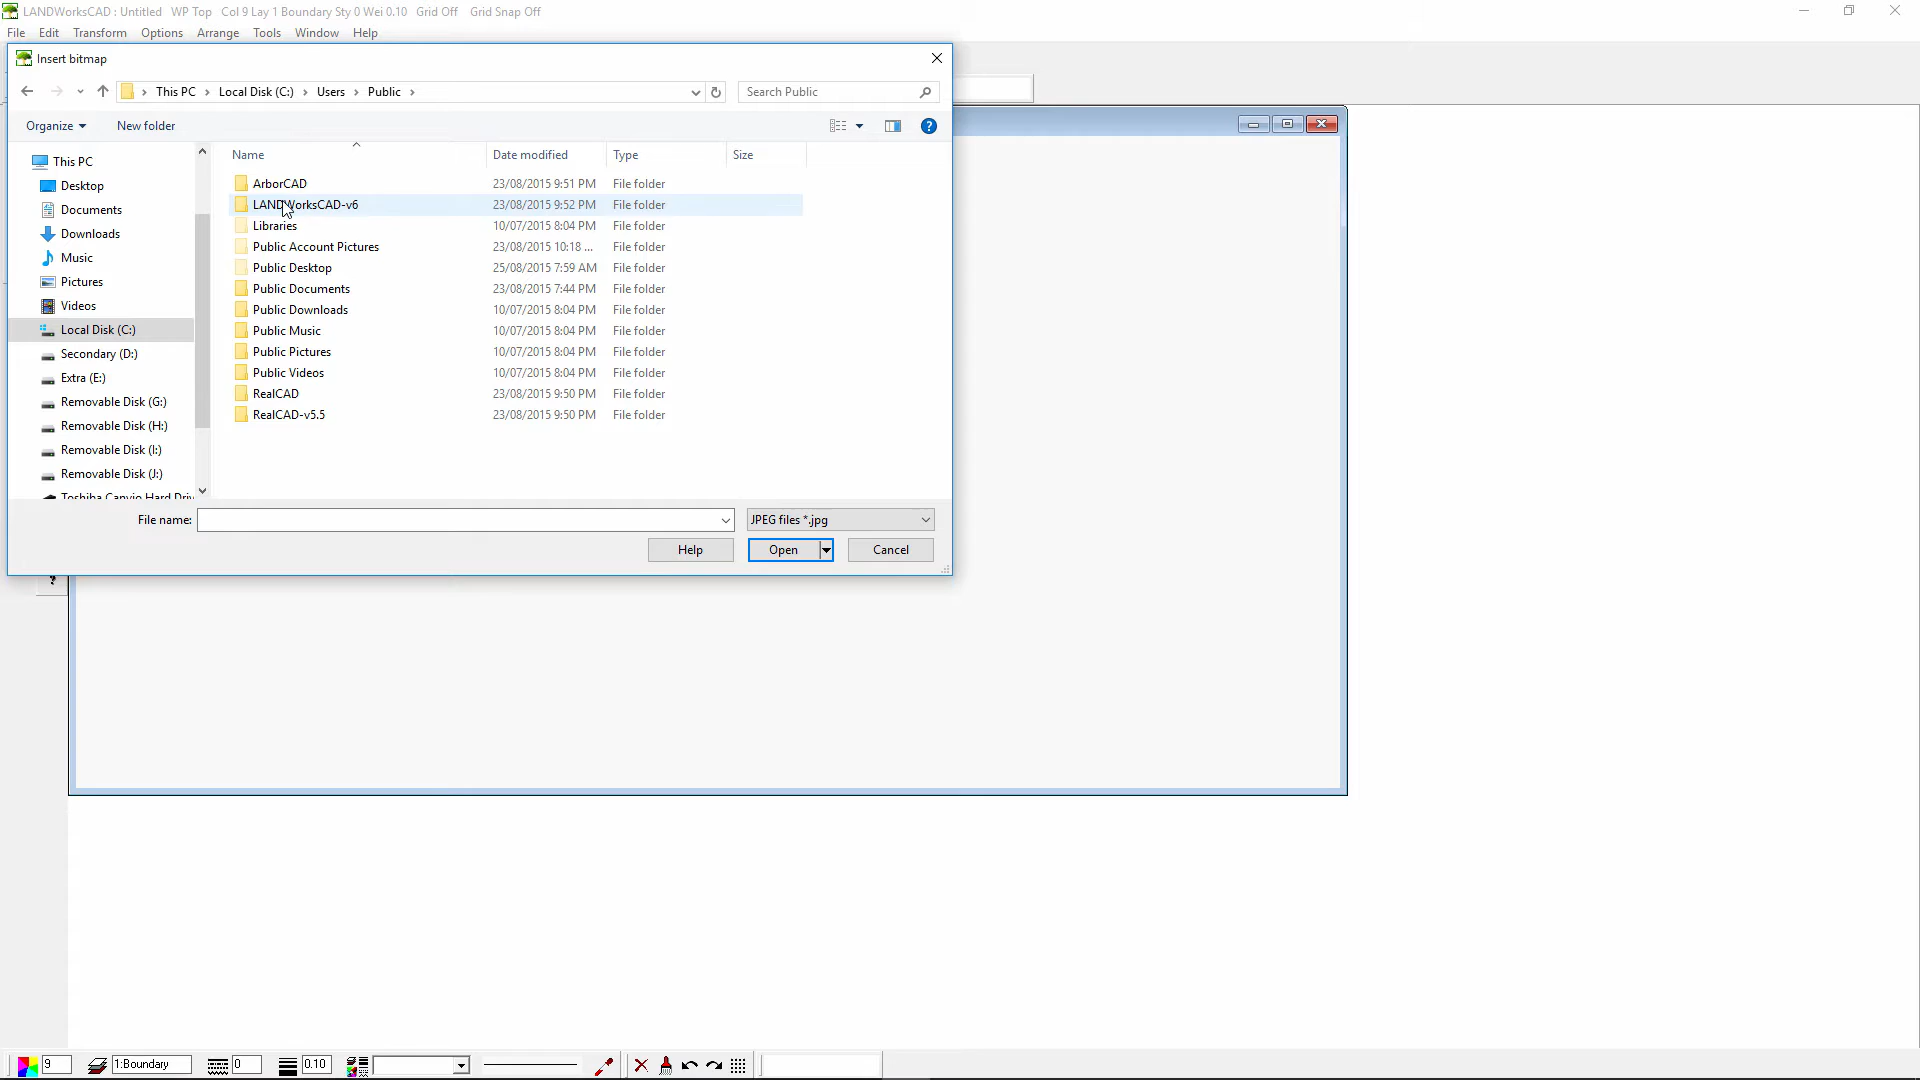 LANDWorksCAD : Untitled   WP Top   Col 9 Lay 1 Boundary Sty 0 Wei 0.10   Grid Off   Grid Snap Off
File Edit Transform Options Arrange Tools Window Help
Insert bitmap
This PC > Local Disk (C:) > Users > Public >
Search Public
Organize New folder
Name Date modified Type Size
This PC
Desktop
Documents
Downloads
Music
Pictures
Videos
Local Disk (C:)
Secondary (D:)
Extra (E:)
Removable Disk (G:)
Removable Disk (H:)
Removable Disk (I:)
Removable Disk (J:)
Toshiba Canvio Hard Driv
ArborCAD 23/08/2015 9:51 PM File folder
LANDWorksCAD-v6 23/08/2015 9:52 PM File folder
Libraries 10/07/2015 8:04 PM File folder
Public Account Pictures 23/08/2015 10:18 ... File folder
Public Desktop 25/08/2015 7:59 AM File folder
Public Documents 23/08/2015 7:44 PM File folder
Public Downloads 10/07/2015 8:04 PM File folder
Public Music 10/07/2015 8:04 PM File folder
Public Pictures 10/07/2015 8:04 PM File folder
Public Videos 10/07/2015 8:04 PM File folder
RealCAD 23/08/2015 9:50 PM File folder
RealCAD-v5.5 23/08/2015 9:50 PM File folder
File name: JPEG files *.jpg
Help Open Cancel
?
9 1:Boundary 0 0.10